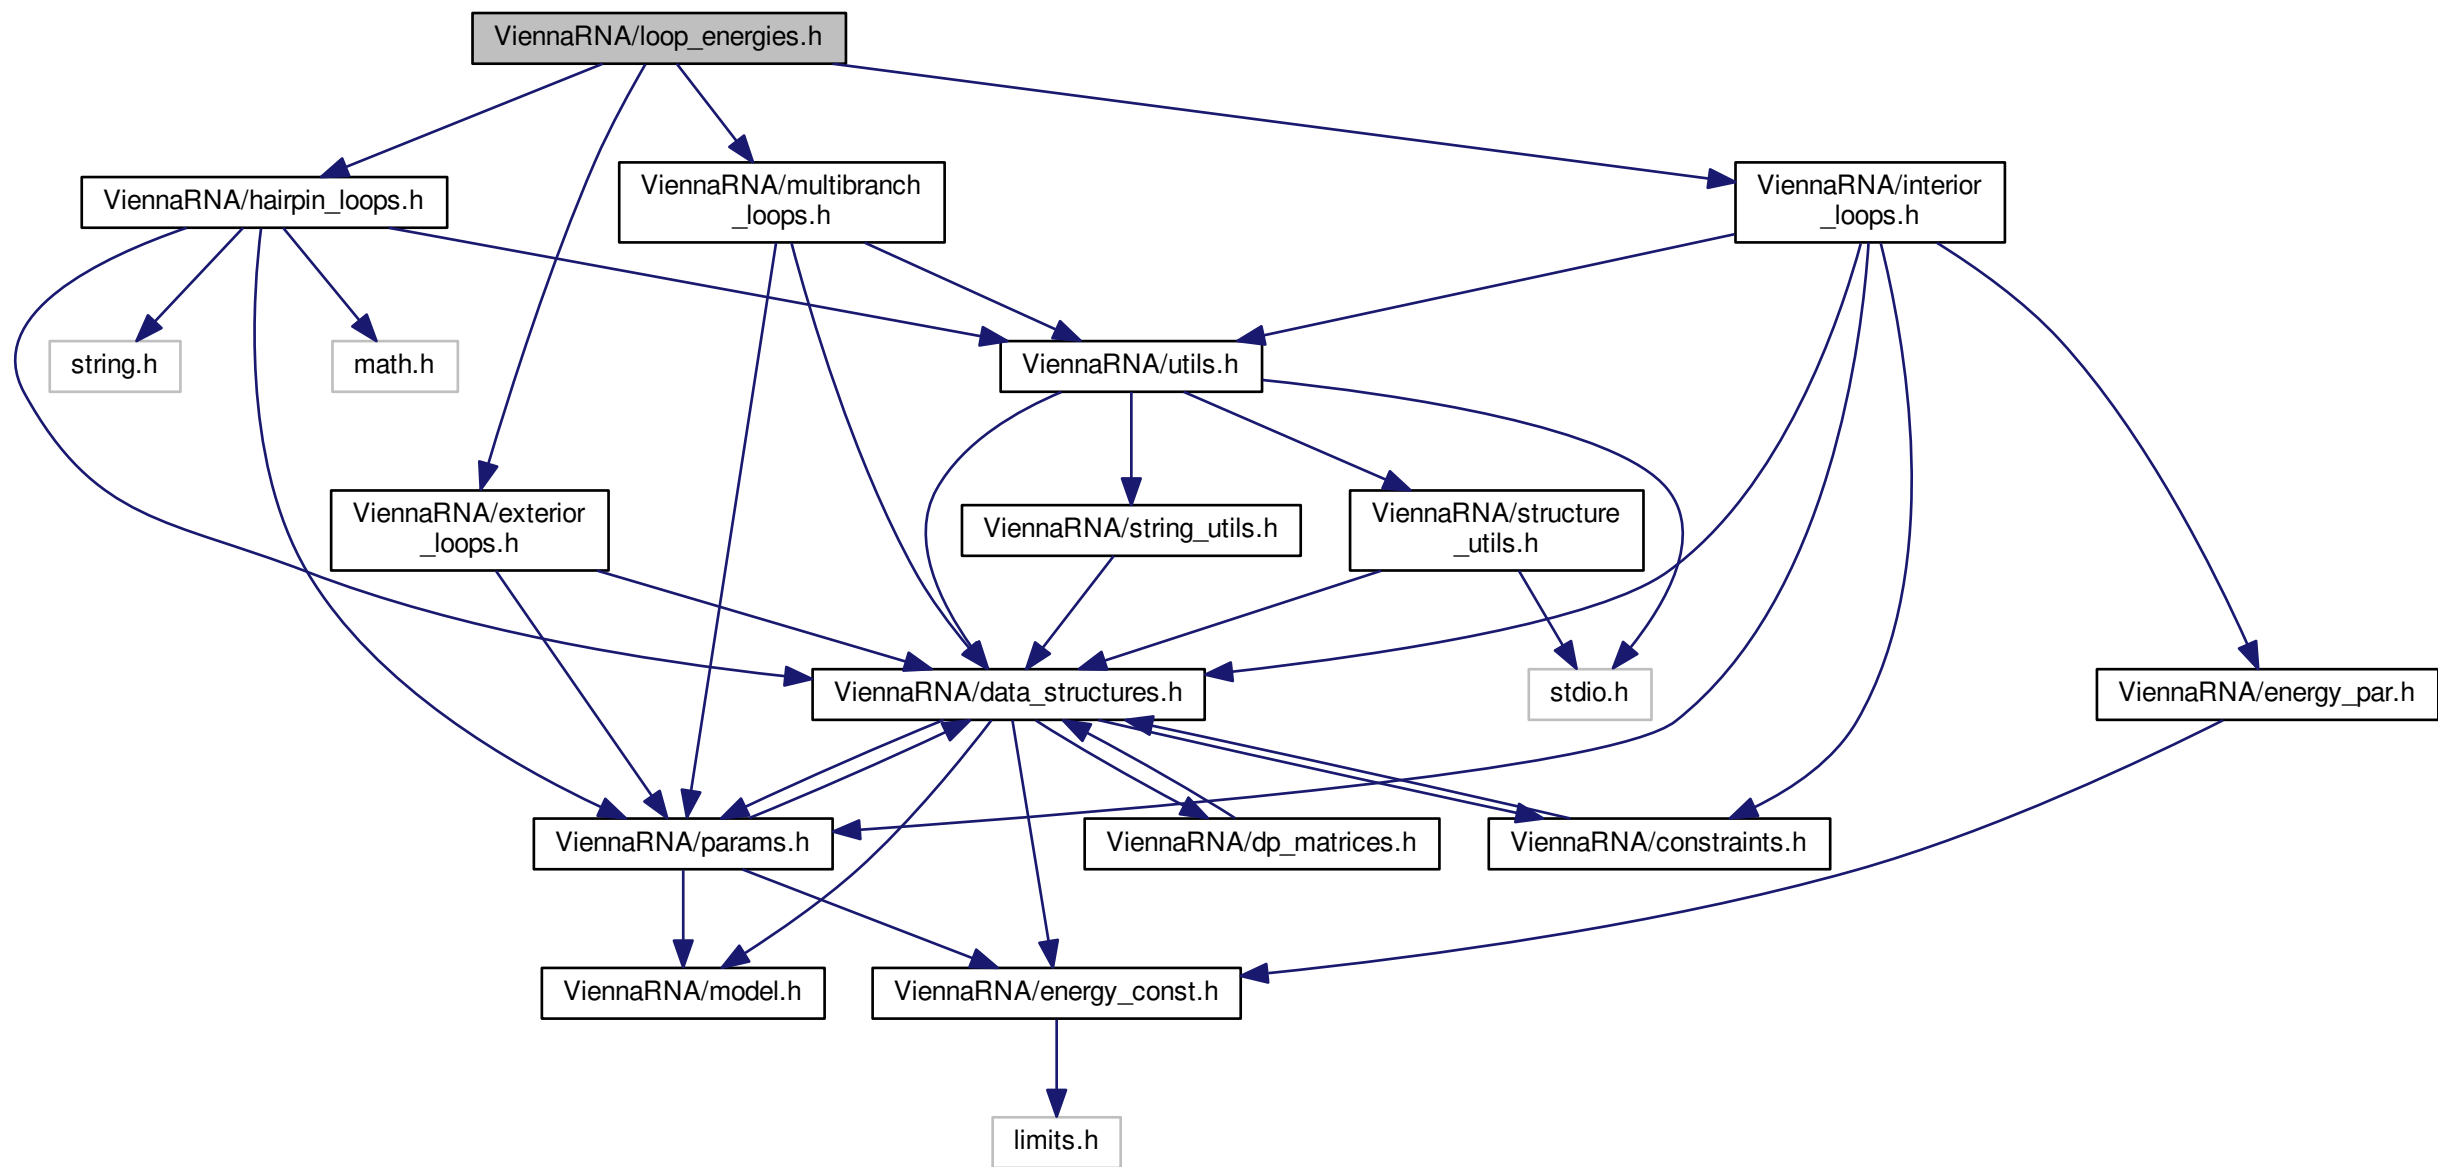 ViennaRNA/loop_energies.h
ViennaRNA/hairpin_loops.h
ViennaRNA/multibranch
_loops.h
ViennaRNA/interior
_loops.h
string.h
math.h
ViennaRNA/utils.h
ViennaRNA/exterior
_loops.h
ViennaRNA/string_utils.h
ViennaRNA/structure
_utils.h
ViennaRNA/data_structures.h
stdio.h
ViennaRNA/energy_par.h
ViennaRNA/params.h
ViennaRNA/dp_matrices.h
ViennaRNA/constraints.h
ViennaRNA/model.h
ViennaRNA/energy_const.h
limits.h